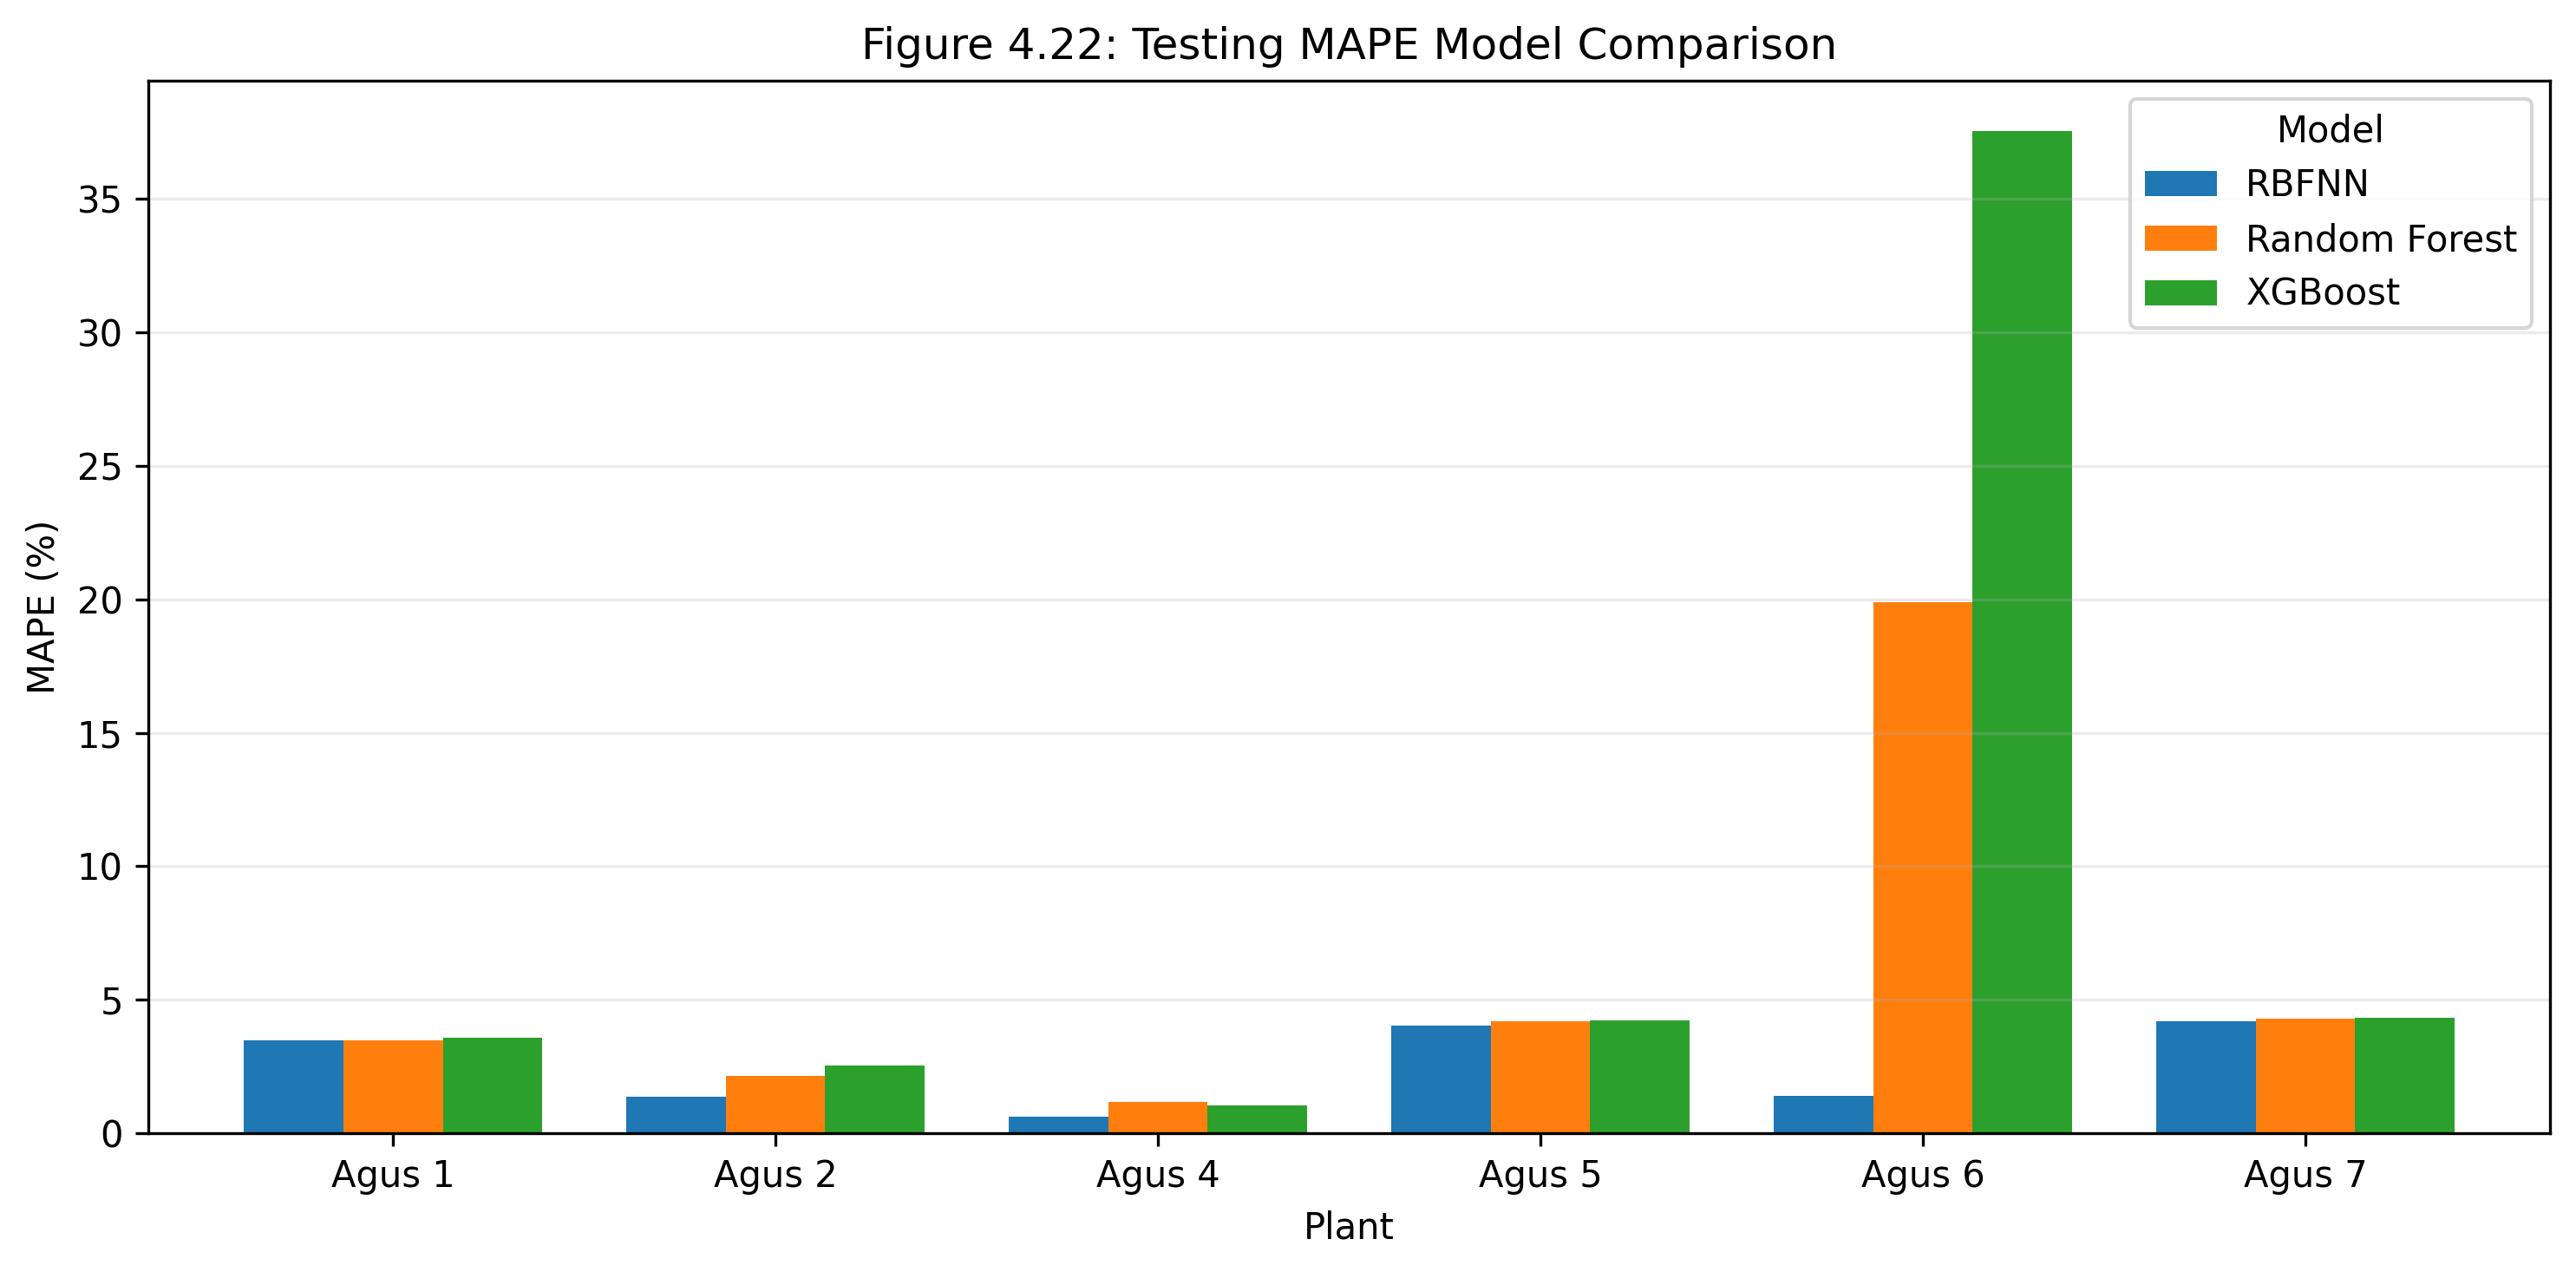 Figure 4.22: Testing MAPE Model Comparison
Model
RBFNN
Random Forest
XGBoost
MAPE (%)
35
30
25
20
15
10
5
0
Agus 1
Agus 2
Agus 4
Agus 5
Agus 6
Agus 7
Plant